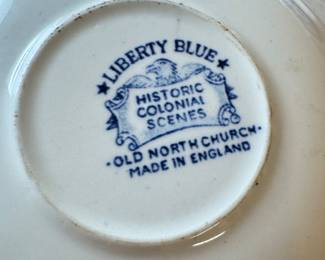 ★LIBERTY BLUE★
HISTORIC
COLONIAL
SCENES
·OLD NORTH CHURCH·
MADE IN ENGLAND